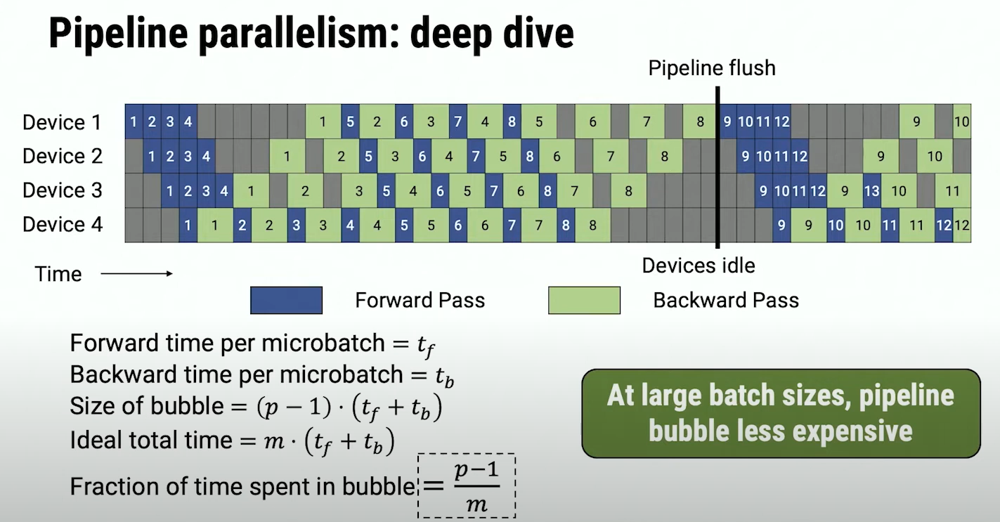 Pipeline parallelism: deep dive
Pipeline flush
Device 1 1 2 3 4 1 5 2 6 3 7 4 8 5 6 7 8 9 10 11 12 9 10
Device 2 1 2 3 4 1 2 5 3 6 4 7 5 8 6 7 8 9 10 11 12 9 10
Device 3 1 2 3 4 1 2 3 5 4 6 5 7 6 8 7 8 9 10 11 12 9 13 10 11
Device 4 1 1 2 2 3 3 4 4 5 5 6 6 7 7 8 8 9 9 10 10 11 11 12 12
Devices idle
Time
Forward Pass Backward Pass
Forward time per microbatch = t_f
Backward time per microbatch = t_b
Size of bubble = (p − 1) · (t_f + t_b)
Ideal total time = m · (t_f + t_b)
Fraction of time spent in bubble = p−1 / m
At large batch sizes, pipeline
bubble less expensive